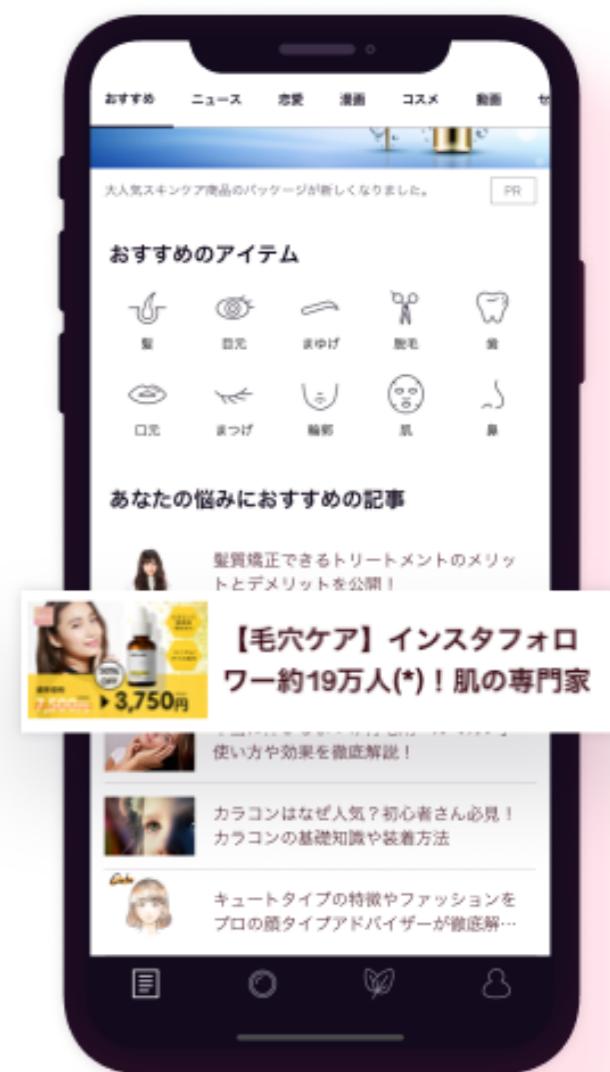 おすすめ ニュース 恋愛 漫画 コスメ 動画
大人気スキンケア商品のパッケージが新しくなりました。 PR
おすすめのアイテム
髪 目元 まゆげ 脱毛 歯
口元 まつげ 輪郭 肌 鼻
あなたの悩みにおすすめの記事
髪質矯正できるトリートメントのメリッ
トとデメリットを公開！
【毛穴ケア】インスタフォロ
ワー約19万人(*)！肌の専門家
50%
OFF
7,500円
▶3,750円
使い方や効果を徹底解説！
カラコンはなぜ人気？初心者さん必見！
カラコンの基礎知識や装着方法
Cute
キュートタイプの特徴やファッションを
プロの顔タイプアドバイザーが徹底解…